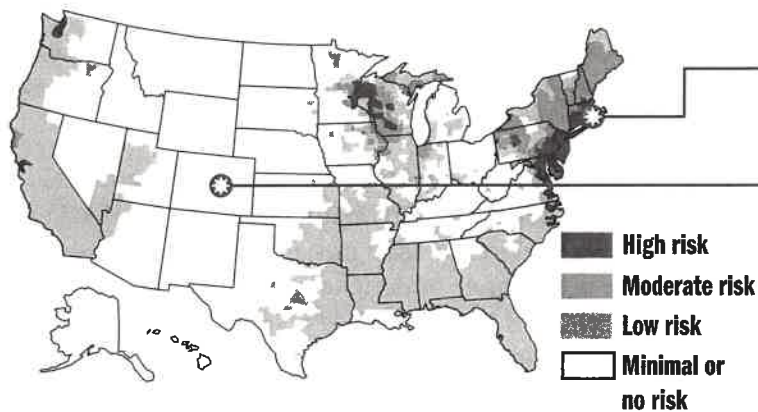 High risk
Moderate risk
Low risk
Minimal or
no risk